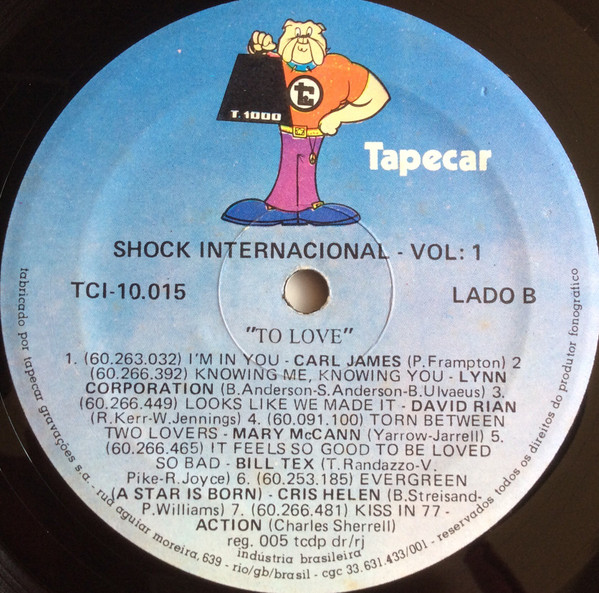 T.1000
tc
Tapecar
SHOCK INTERNACIONAL - VOL: 1
TCI-10.015
LADO B
"TO LOVE"
1. (60.263.032) I'M IN YOU - CARL JAMES (P.Frampton) 2
(60.266.392) KNOWING ME, KNOWING YOU - LYNN
CORPORATION (B.Anderson-S.Anderson-B.Ulvaeus) 3.
(60.266.449) LOOKS LIKE WE MADE IT - DAVID RIAN
(R.Kerr-W.Jennings) 4. (60.091.100) TORN BETWEEN
TWO LOVERS - MARY McCANN (Yarrow-Jarrell) 5.
(60.266.465) IT FEELS SO GOOD TO BE LOVED
SO BAD - BILL TEX (T.Randazzo-V.
Pike-R.Joyce) 6. (60.253.185) EVERGREEN
(A STAR IS BORN) - CRIS HELEN (B.Streisand-
P.Williams) 7. (60.266.481) KISS IN 77 -
ACTION (Charles Sherrell)
reg. 005 tcdp dr/rj
indústria brasileira
fabricado por tapecar gravações s.a. - rua aguiar moreira, 639 - rio/gb/brasil - cgc 33.631.433/001 - reservados todos os direitos do produtor fonográfico